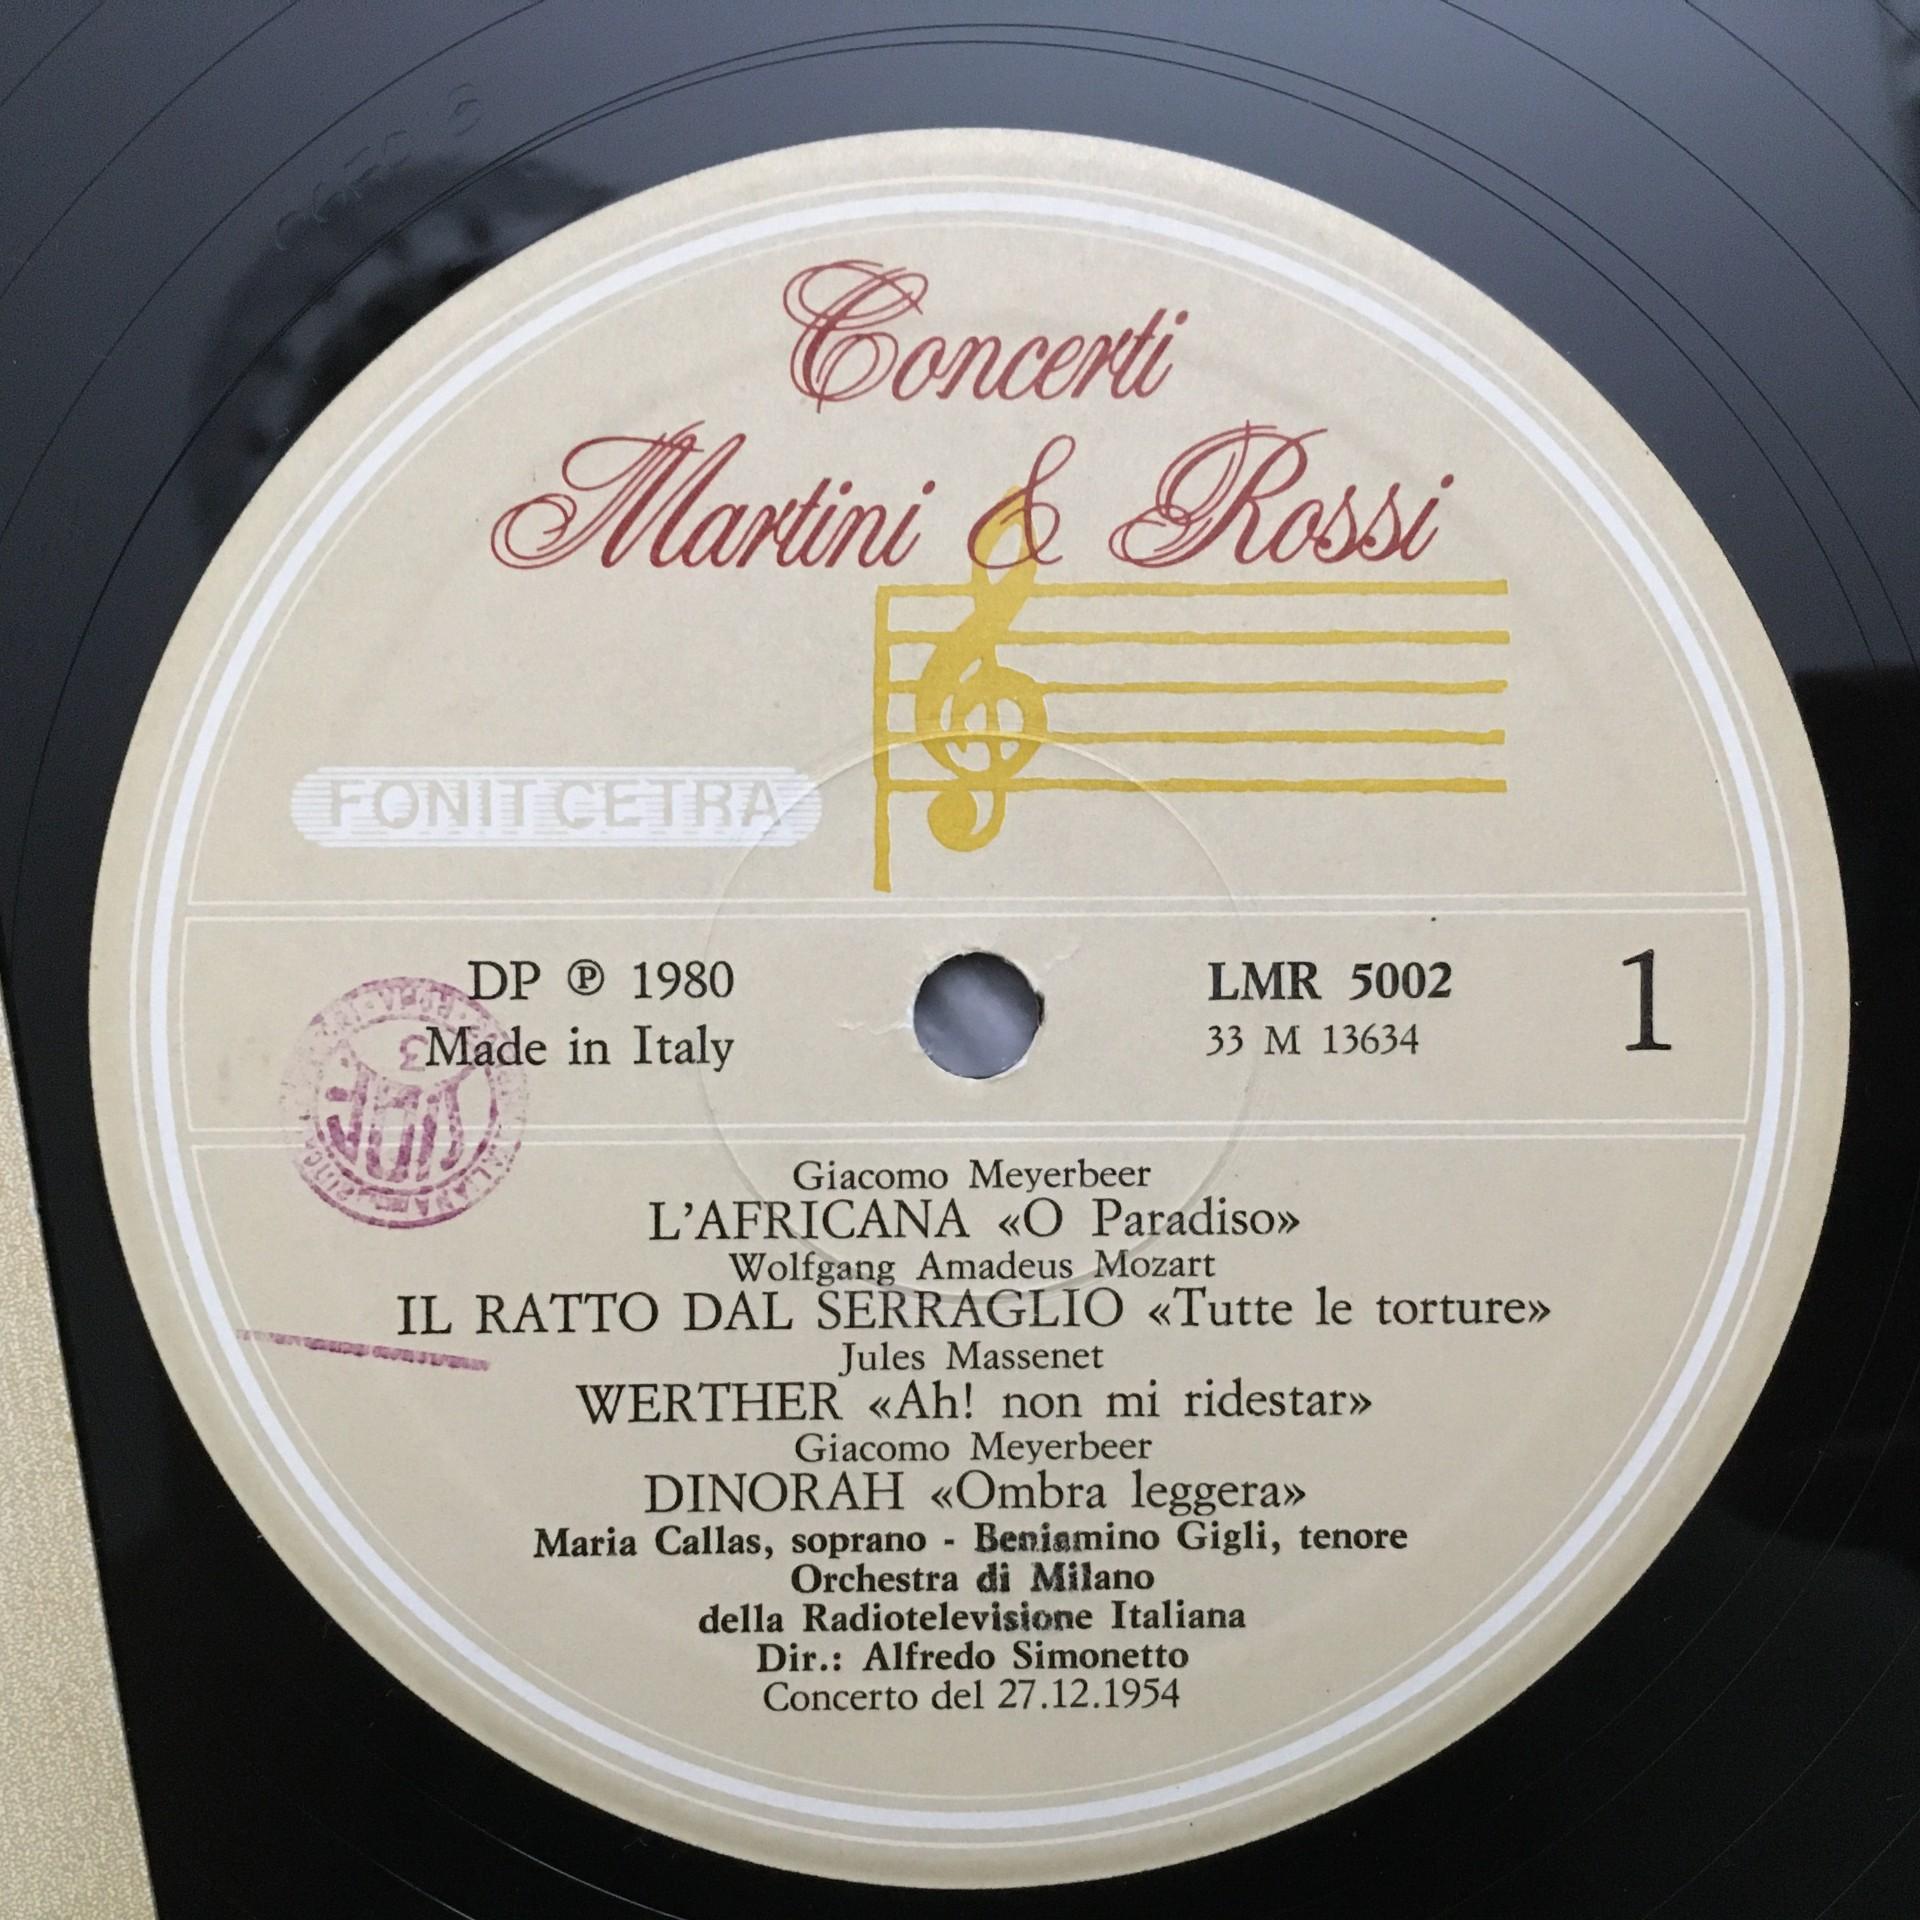 Concerti
Martini & Rossi
FONIT CETRA
DP ℗ 1980
Made in Italy
LMR 5002
33 M 13634
1
Giacomo Meyerbeer
L'AFRICANA «O Paradiso»
Wolfgang Amadeus Mozart
IL RATTO DAL SERRAGLIO «Tutte le torture»
Jules Massenet
WERTHER «Ah! non mi ridestar»
Giacomo Meyerbeer
DINORAH «Ombra leggera»
Maria Callas, soprano - Beniamino Gigli, tenore
Orchestra di Milano
della Radiotelevisione Italiana
Dir.: Alfredo Simonetto
Concerto del 27.12.1954